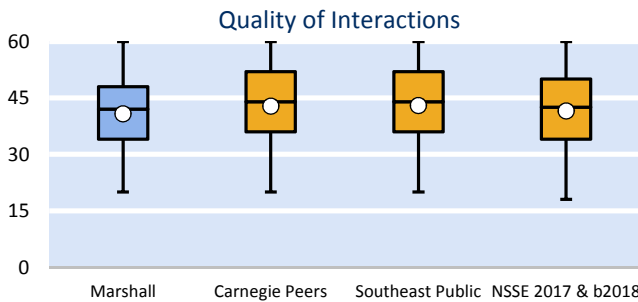 Quality of Interactions
60
45
30
15
0
Marshall
Carnegie Peers
Southeast Public
NSSE 2017 & b2018